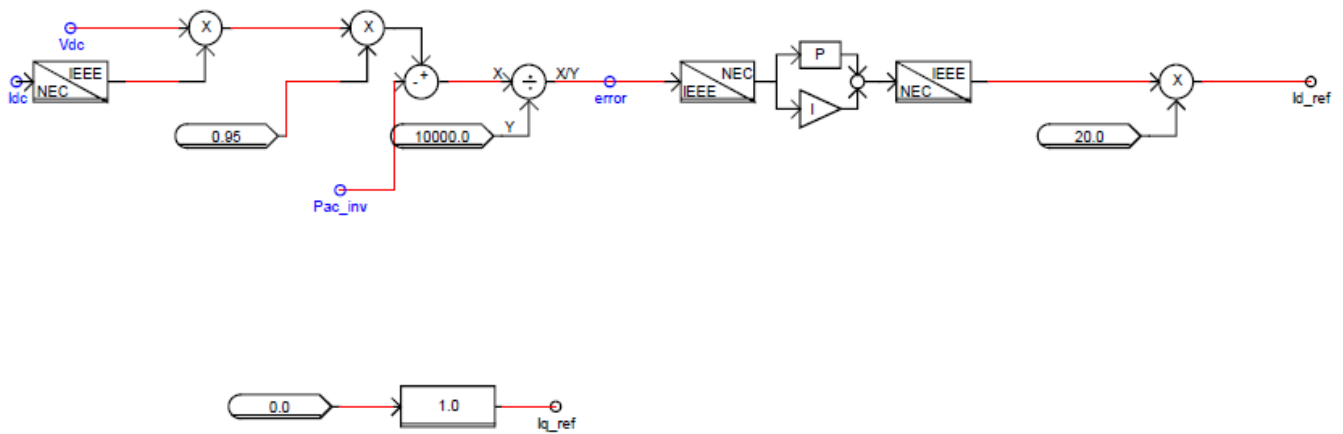 Vdc
X
X
Idc
IEEE
NEC
+
-
X
÷
X/Y
error
NEC
IEEE
P
I
IEEE
NEC
X
Id_ref
0.95
10000.0
Y
20.0
Pac_inv
0.0
1.0
Iq_ref